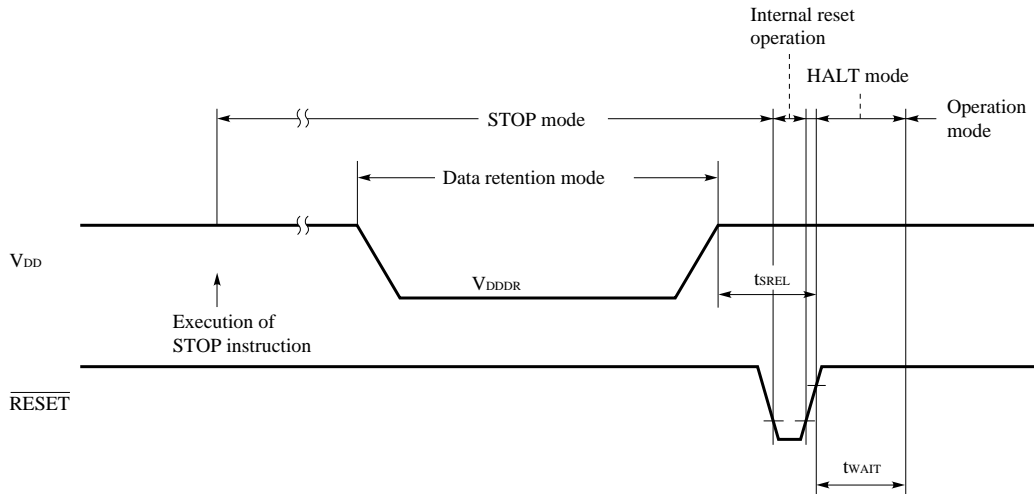 Internal reset
operation
HALT mode
STOP mode
Operation
mode
Data retention mode
VDD
VDDDR
tSREL
Execution of
STOP instruction
RESET
tWAIT